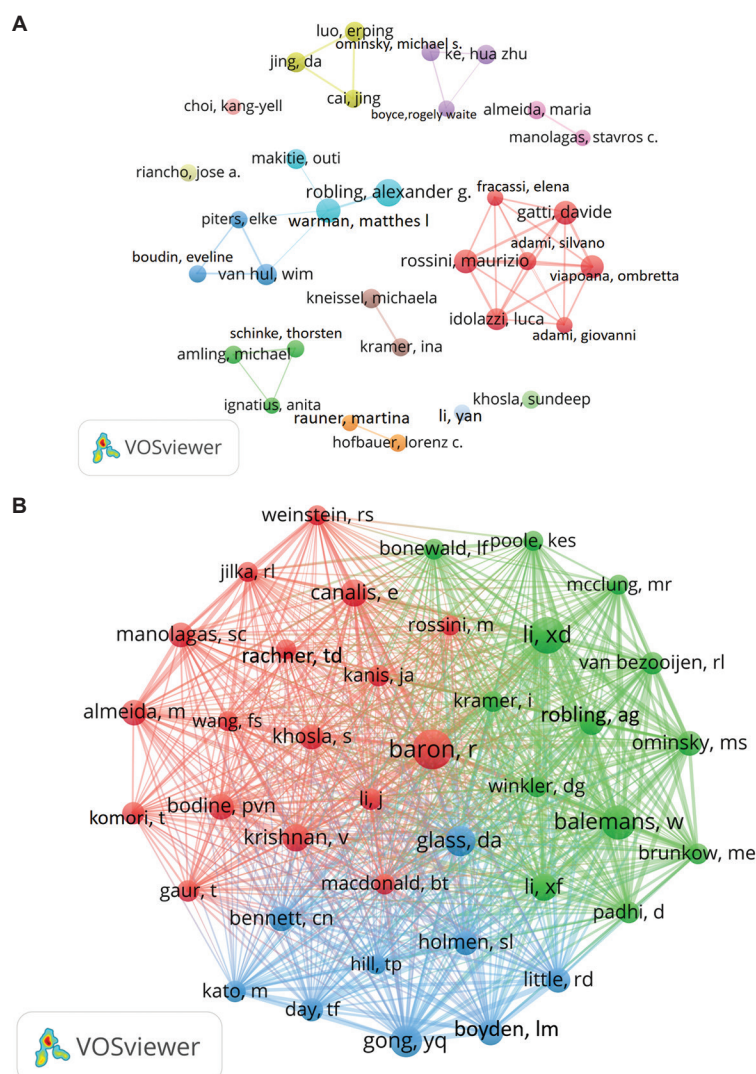 A
luo, erping
ominsky, michael s.
ke, hua zhu
jing, da
cai, jing
choi, kang-yell
boyce,rogely waite
almeida, maria
manolagas, stavros c.
makitie, outi
riancho, jose a.
robling, alexander g.
fracassi, elena
gatti, davide
piters, elke
warman, matthes l
adami, silvano
boudin, eveline
rossini, maurizio
van hul, wim
viapoana, ombretta
kneissel, michaela
idolazzi, luca
schinke, thorsten
adami, giovanni
amling, michael
kramer, ina
ignatius, anita
khosla, sundeep
rauner, martina
li, yan
hofbauer, lorenz c.
VOSviewer
B
weinstein, rs
bonewald, lf
poole, kes
jilka, rl
mcclung, mr
canalis, e
manolagas, sc
rossini, m
li, xd
rachner, td
van bezooijen, rl
kanis, ja
kramer, i
almeida, m
wang, fs
robling, ag
khosla, s
baron, r
ominsky, ms
winkler, dg
komori, t
bodine, pvn
li, j
balemans, w
krishnan, v
glass, da
brunkow, me
gaur, t
macdonald, bt
li, xf
bennett, cn
padhi, d
holmen, sl
hill, tp
little, rd
kato, m
day, tf
gong, yq
boyden, lm
VOSviewer